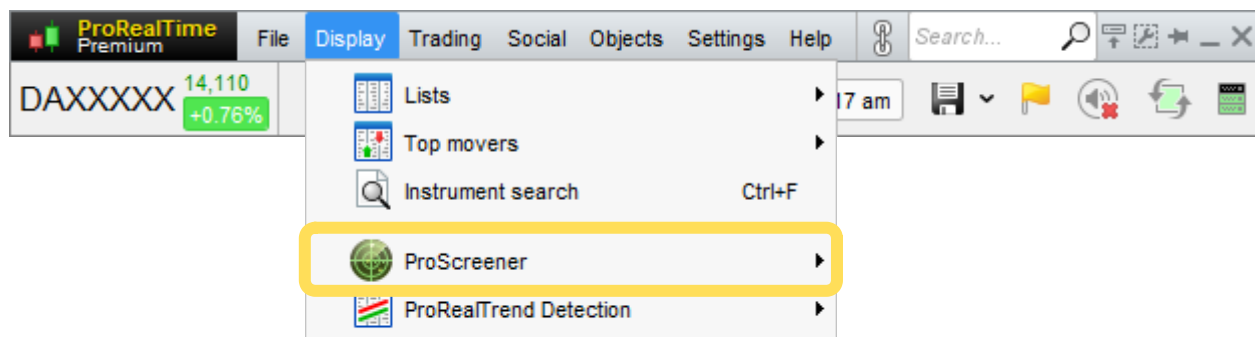 ProRealTime
Premium
File Display Trading Social Objects Settings Help Search...
DAXXXXX 14,110
+0.76%
17 am
Lists
Top movers
Instrument search Ctrl+F
ProScreener
ProRealTrend Detection